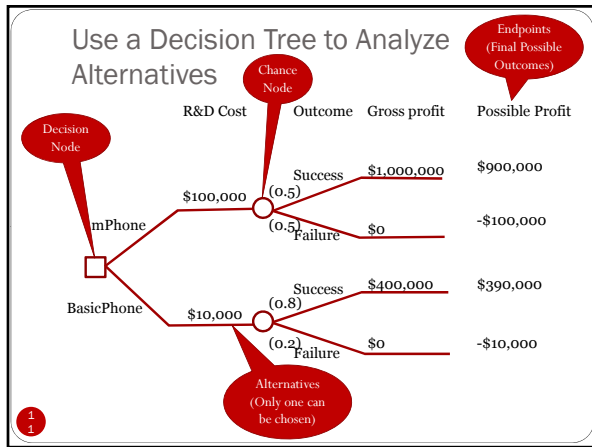 Use a Decision Tree to Analyze
Alternatives
Endpoints
(Final Possible
Outcomes)
Chance
Node
R&D Cost
Outcome
Gross profit
Possible Profit
Decision
Node
Success
$1,000,000
$900,000
$100,000
(0.5)
(0.5)
Failure
$0
-$100,000
mPhone
Success
$400,000
$390,000
BasicPhone
$10,000
(0.8)
(0.2)
Failure
$0
-$10,000
Alternatives
(Only one can
be chosen)
1
1